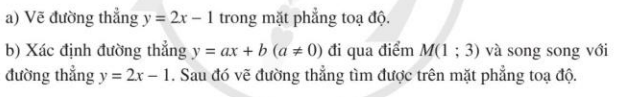 a) Vẽ đường thẳng y = 2x – 1 trong mặt phẳng toạ độ.
b) Xác định đường thẳng y = ax + b (a ≠ 0) đi qua điểm M(1 ; 3) và song song với
đường thẳng y = 2x – 1. Sau đó vẽ đường thẳng tìm được trên mặt phẳng toạ độ.